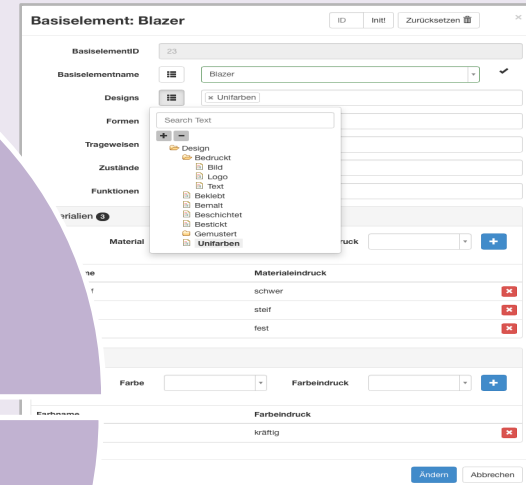 Basiselement: Blazer ID Init! Zurücksetzen
BasiselementID 23
Basiselementname Blazer
Designs × Unifarben
Formen Search Text
Trageweisen + −
Design
Bedruckt
Zustände Bild
Logo
Text
Funktionen Beklebt
Bemalt
Beschichtet
Bestickt
Gemustert
Unifarben
3
Material
Materialeindruck
schwer
steif
fest
Farbe Farbeindruck
Farbname Farbeindruck
kräftig
Ändern Abbrechen